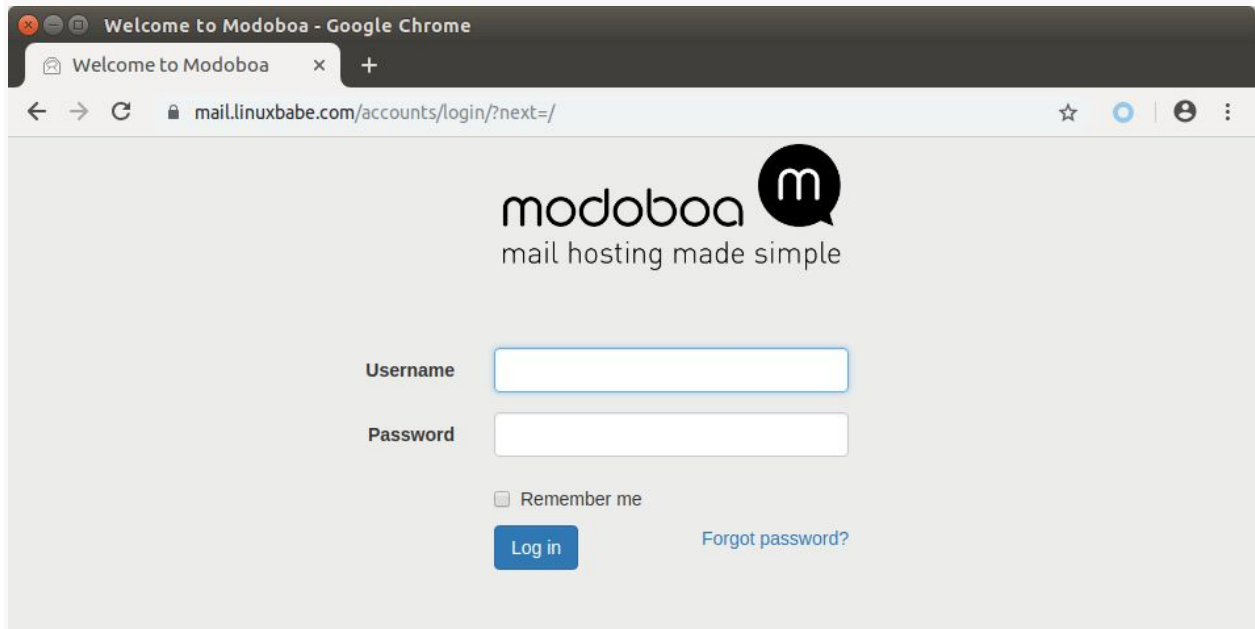 Welcome to Modoboa - Google Chrome
Welcome to Modoboa
mail.linuxbabe.com/accounts/login/?next=/
modoboa m
mail hosting made simple
Username
Password
Remember me
Log in Forgot password?